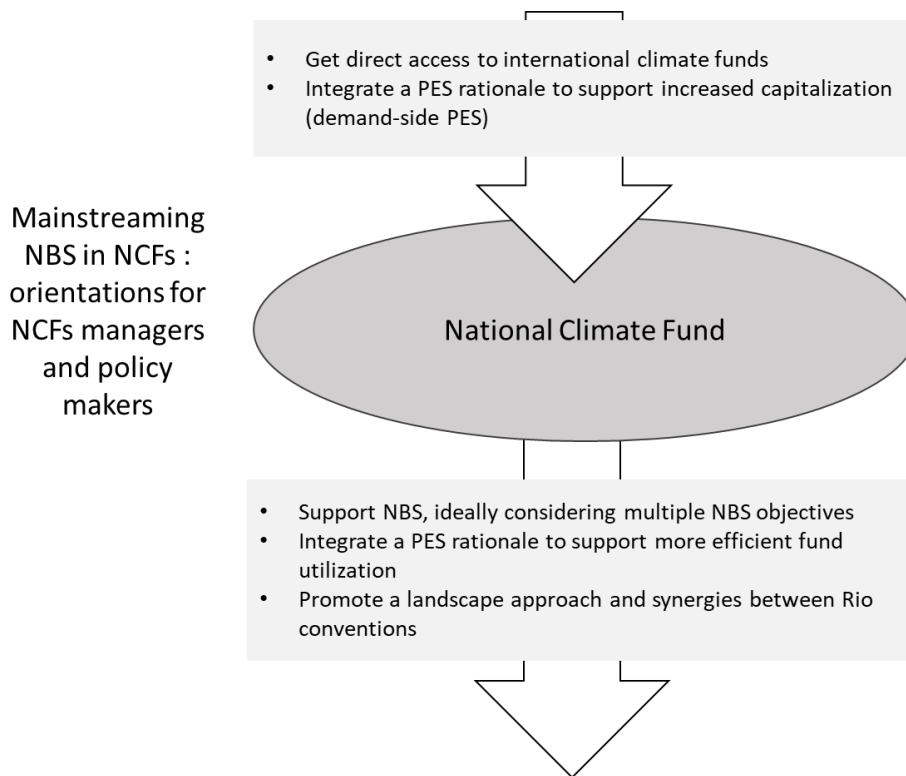 • Get direct access to international climate funds
• Integrate a PES rationale to support increased capitalization
(demand-side PES)
Mainstreaming
NBS in NCFs :
orientations for
NCFs managers
and policy
makers
National Climate Fund
• Support NBS, ideally considering multiple NBS objectives
• Integrate a PES rationale to support more efficient fund
utilization
• Promote a landscape approach and synergies between Rio
conventions